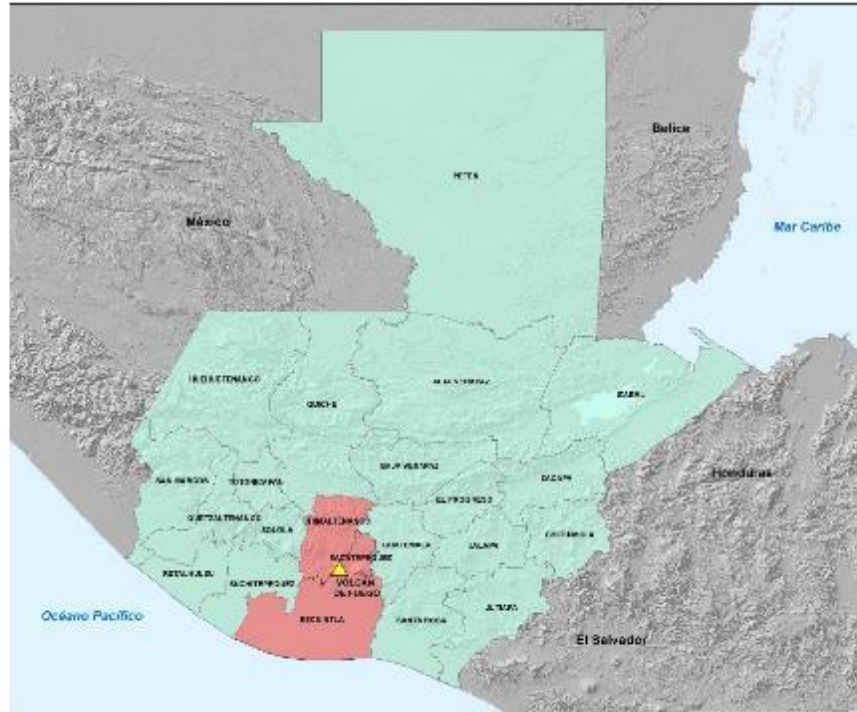 Belice
PETEN
México
Mar Caribe
HUEHUETENANGO
QUICHE
ALTA VERAPAZ
IZABAL
BAJA VERAPAZ
ZACAPA
Honduras
SAN MARCOS
TOTONICAPAN
EL PROGRESO
QUETZALTENANGO
CHIMALTENANGO
SOLOLA
GUATEMALA
JALAPA
CHIQUIMULA
SACATEPEQUEZ
RETALHULEU
SUCHITEPEQUEZ
VOLCÁN
DE FUEGO
JUTIAPA
Océano Pacífico
ESCUINTLA
SANTA ROSA
El Salvador